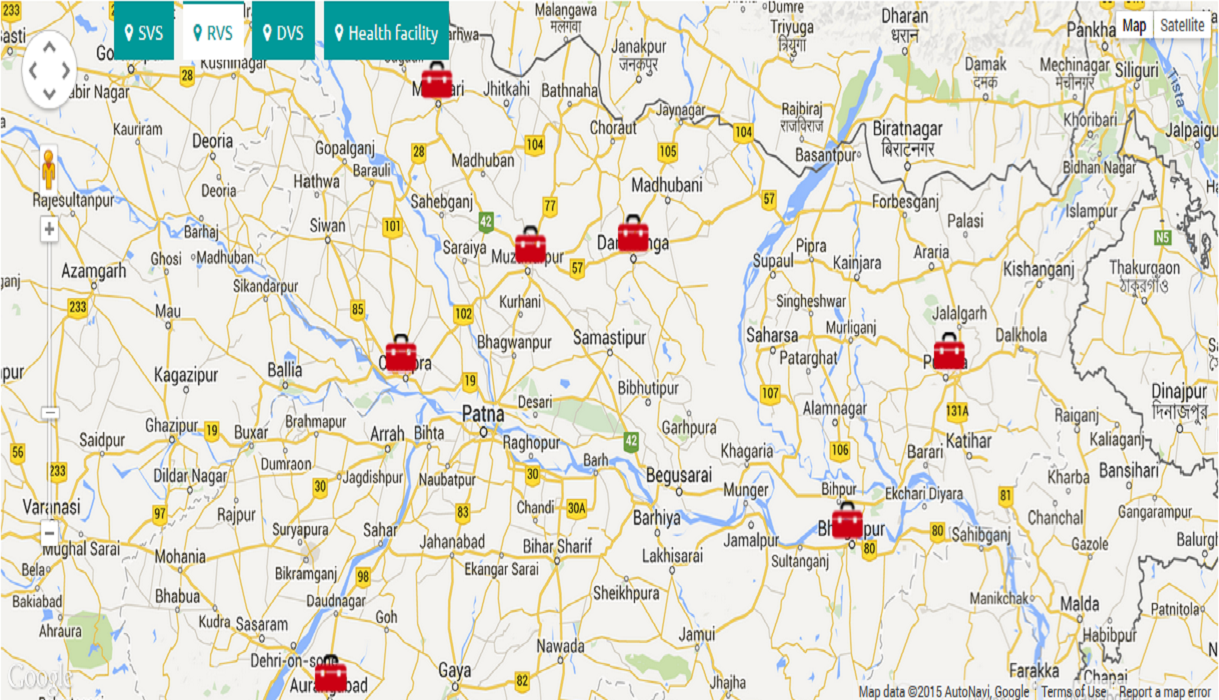 SVS
RVS
DVS
Health facility
Map
Satellite
Malangawa
मलंगवा
Dumre
Triyuga
त्रियुगा
Dharan
धरान
Pankha
233
28
Kushinagar
Janakpur
जनकपुर
Damak
दमक
Mechinagar
मेचीनगर
Siliguri
Tista
abir Nagar
Jhitkahi
Bathnaha
Jaynagar
Rajbiraj
राजविराज
Khoribari
Jalpaigu
Kauriram
Deoria
Gopalganj
28
104
Choraut
105
104
Biratnagar
बिराटनगर
Basantpur
Bidhan Nagar
Barauli
Madhuban
Hathwa
Deoria
Madhubani
Rajesultanpur
Sahebganj
77
57
Forbesganj
Islampur
Palasi
Siwan
101
42
Barhaj
Saraiya
N5
Ghosi
Madhuban
57
Pipra
Supaul
Kainjara
Araria
Kishanganj
Thakurgaon
ঠাকুরগাঁও
Azamgarh
Sikandarpur
Kurhani
Singheshwar
233
Mau
85
102
Jalalgarh
Samastipur
Saharsa
Murliganj
Dalkhola
Bhagwanpur
Patarghat
Kagazipur
Ballia
19
Bibhutipur
107
Dinajpur
দিনাজপুর
Patna
Desari
Alamnagar
131A
Raiganj
Ghazipur
19
Brahmapur
Garhpura
Buxar
Arrah
Bihta
Raghopur
42
Khagaria
106
Katihar
Kaliaganj
Saidpur
56
233
Dumraon
Barh
Barari
Bansihari
Dildar Nagar
Jagdishpur
Naubatpur
30
Begusarai
Kharba
30
Munger
Bihpur
Ekchari Diyara
81
Varanasi
97
Rajpur
83
Chandi
30A
Chanchal
Gangarampur
Suryapura
Sahar
Barhiya
80
Sahibganj
Mughal Sarai
Jahanabad
Bihar Sharif
Jamalpur
80
Gazole
Balurgh
Mohania
Lakhisarai
Sultanganj
Bela
Bikramganj
98
Ekangar Sarai
Bakiabad
Bhabua
Daudnagar
Sheikhpura
Manikchak
Malda
Patnitola
Ahraura
Kudra
Sasaram
Goh
Jamui
Habibpur
Dehri-on-sone
Nawada
Gaya
82
Jhajha
Farakka
Chapai
Google
Map data ©2015 AutoNavi, Google
Terms of Use
Report a map error